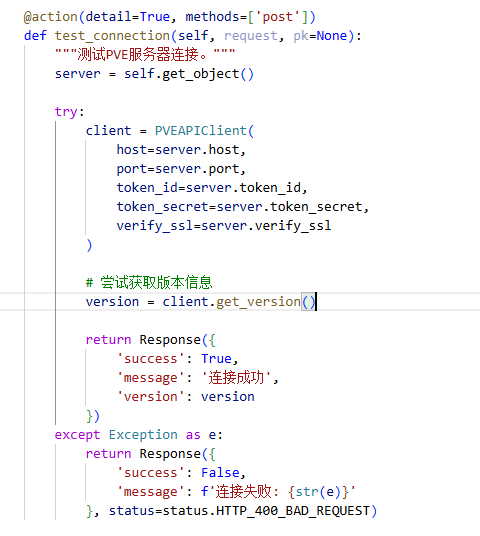 @action(detail=True, methods=['post'])
def test_connection(self, request, pk=None):
    """测试PVE服务器连接。"""
    server = self.get_object()

    try:
        client = PVEAPIClient(
            host=server.host,
            port=server.port,
            token_id=server.token_id,
            token_secret=server.token_secret,
            verify_ssl=server.verify_ssl
        )

        # 尝试获取版本信息
        version = client.get_version()

        return Response({
            'success': True,
            'message': '连接成功',
            'version': version
        })
    except Exception as e:
        return Response({
            'success': False,
            'message': f'连接失败: {str(e)}'
        }, status=status.HTTP_400_BAD_REQUEST)